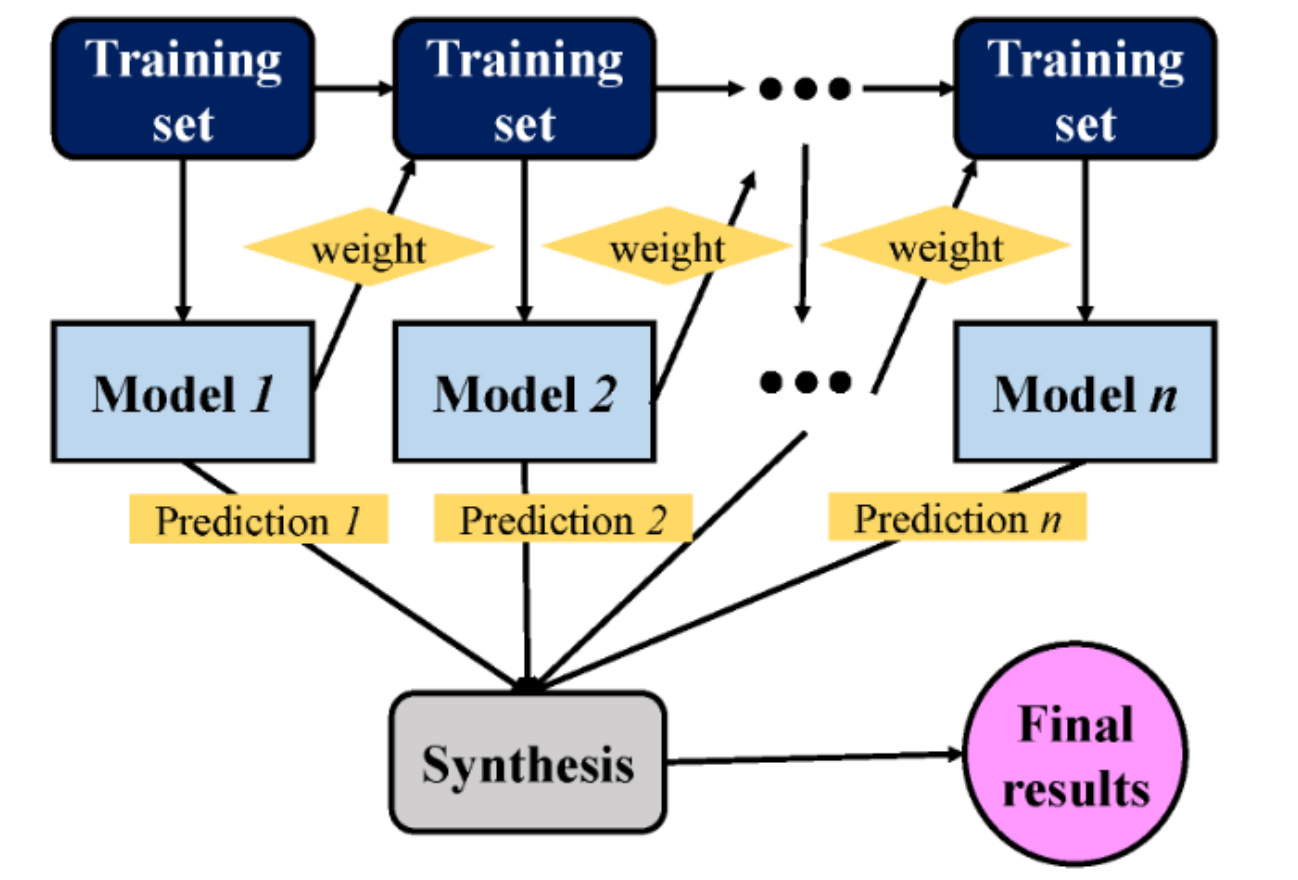 Training
set
Training
set
Training
set
weight
weight
weight
Model 1
Model 2
Model n
Prediction 1
Prediction 2
Prediction n
Synthesis
Final
results